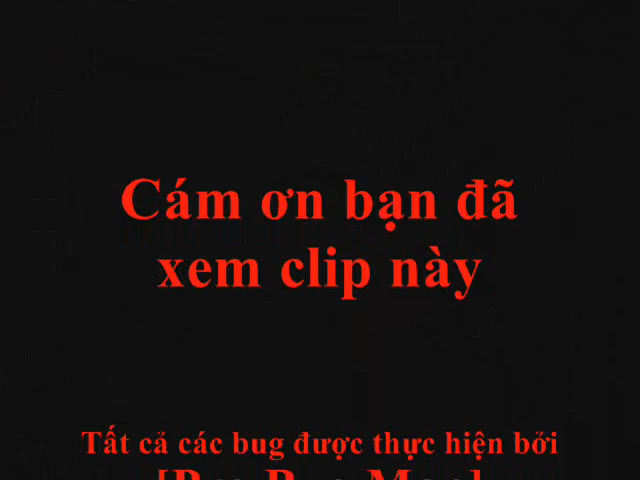 Cám ơn bạn đã
xem clip này
Tất cả các bug được thực hiện bởi